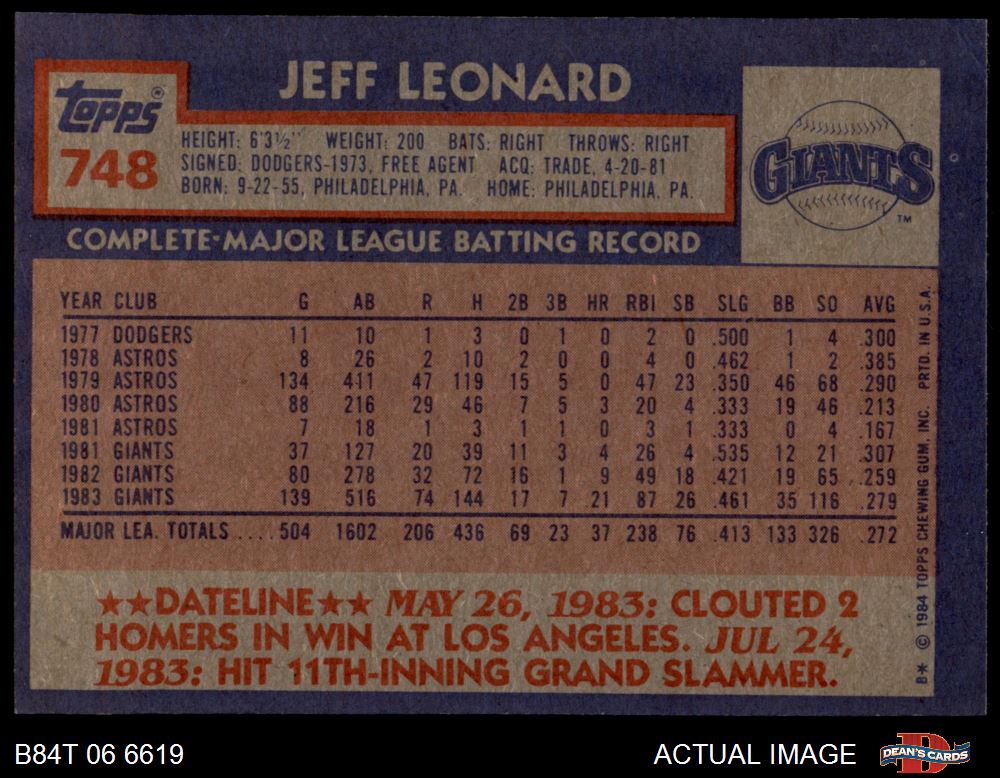 JEFF LEONARD
Topps®
748
HEIGHT: 6'3½" WEIGHT: 200 BATS: RIGHT THROWS: RIGHT
SIGNED: DODGERS-1973, FREE AGENT ACQ: TRADE, 4-20-81
BORN: 9-22-55, PHILADELPHIA, PA. HOME: PHILADELPHIA, PA.
GIANTS
TM
COMPLETE-MAJOR LEAGUE BATTING RECORD
YEAR CLUB G AB R H 2B 3B HR RBI SB SLG BB SO AVG
1977 DODGERS 11 10 1 3 0 1 0 2 0 .500 1 4 .300
1978 ASTROS 8 26 2 10 2 0 0 4 0 .462 1 2 .385
1979 ASTROS 134 411 47 119 15 5 0 47 23 .350 46 68 .290
1980 ASTROS 88 216 29 46 7 5 3 20 4 .333 19 46 .213
1981 ASTROS 7 18 1 3 1 1 0 3 1 .333 0 4 .167
1981 GIANTS 37 127 20 39 11 3 4 26 4 .535 12 21 .307
1982 GIANTS 80 278 32 72 16 1 9 49 18 .421 19 65 .259
1983 GIANTS 139 516 74 144 17 7 21 87 26 .461 35 116 .279
MAJOR LEA. TOTALS ....504 1602 206 436 69 23 37 238 76 .413 133 326 .272
★★DATELINE★★ MAY 26, 1983: CLOUTED 2
HOMERS IN WIN AT LOS ANGELES. JUL 24,
1983: HIT 11TH-INNING GRAND SLAMMER.
B* © 1984 TOPPS CHEWING GUM, INC. PRTD. IN U.S.A.
B84T 06 6619
ACTUAL IMAGE
DEAN'S CARDS